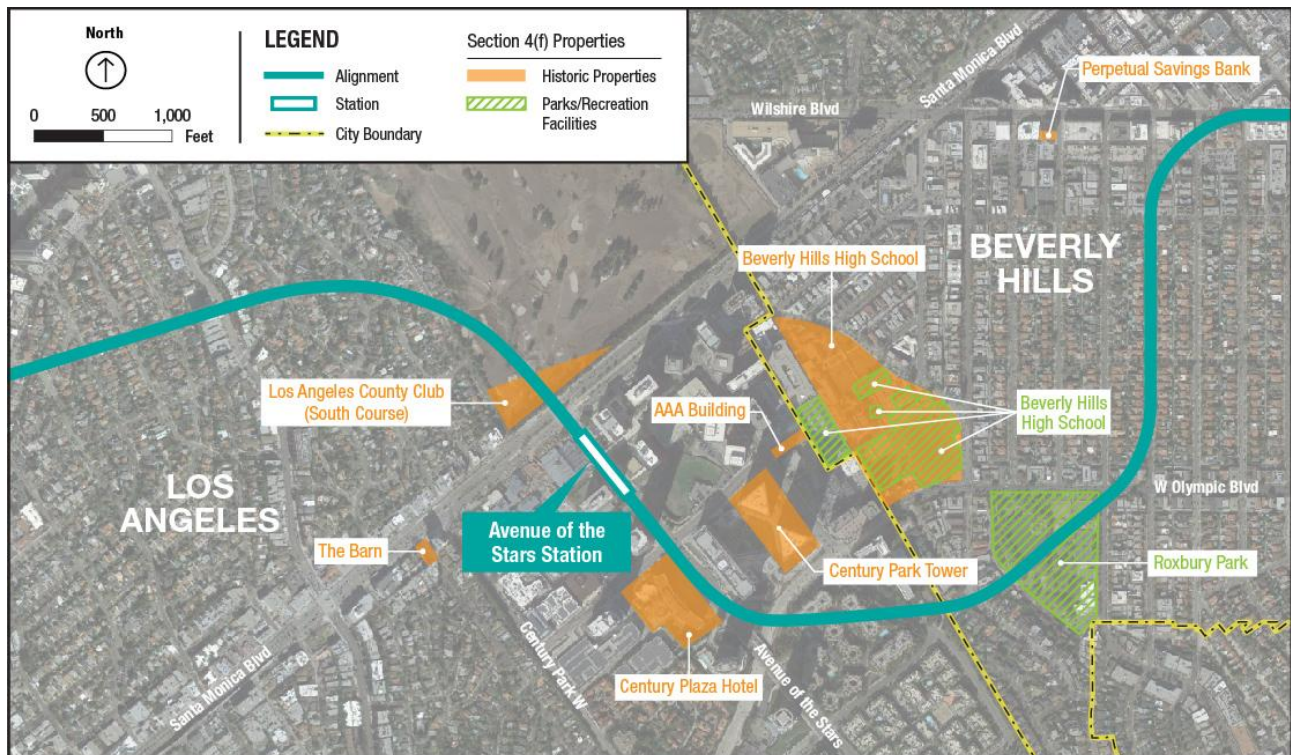 North
0 500 1,000
Feet
LEGEND
Alignment
Station
City Boundary
Section 4(f) Properties
Historic Properties
Parks/Recreation
Facilities
Santa Monica Blvd
Perpetual Savings Bank
Wilshire Blvd
BEVERLY
HILLS
Beverly Hills High School
Los Angeles County Club
(South Course)
AAA Building
Beverly Hills
High School
LOS
ANGELES
W Olympic Blvd
Avenue of the
Stars Station
The Barn
Century Park Tower
Roxbury Park
Century Park W
Santa Monica Blvd
Century Plaza Hotel
Avenue of the Stars